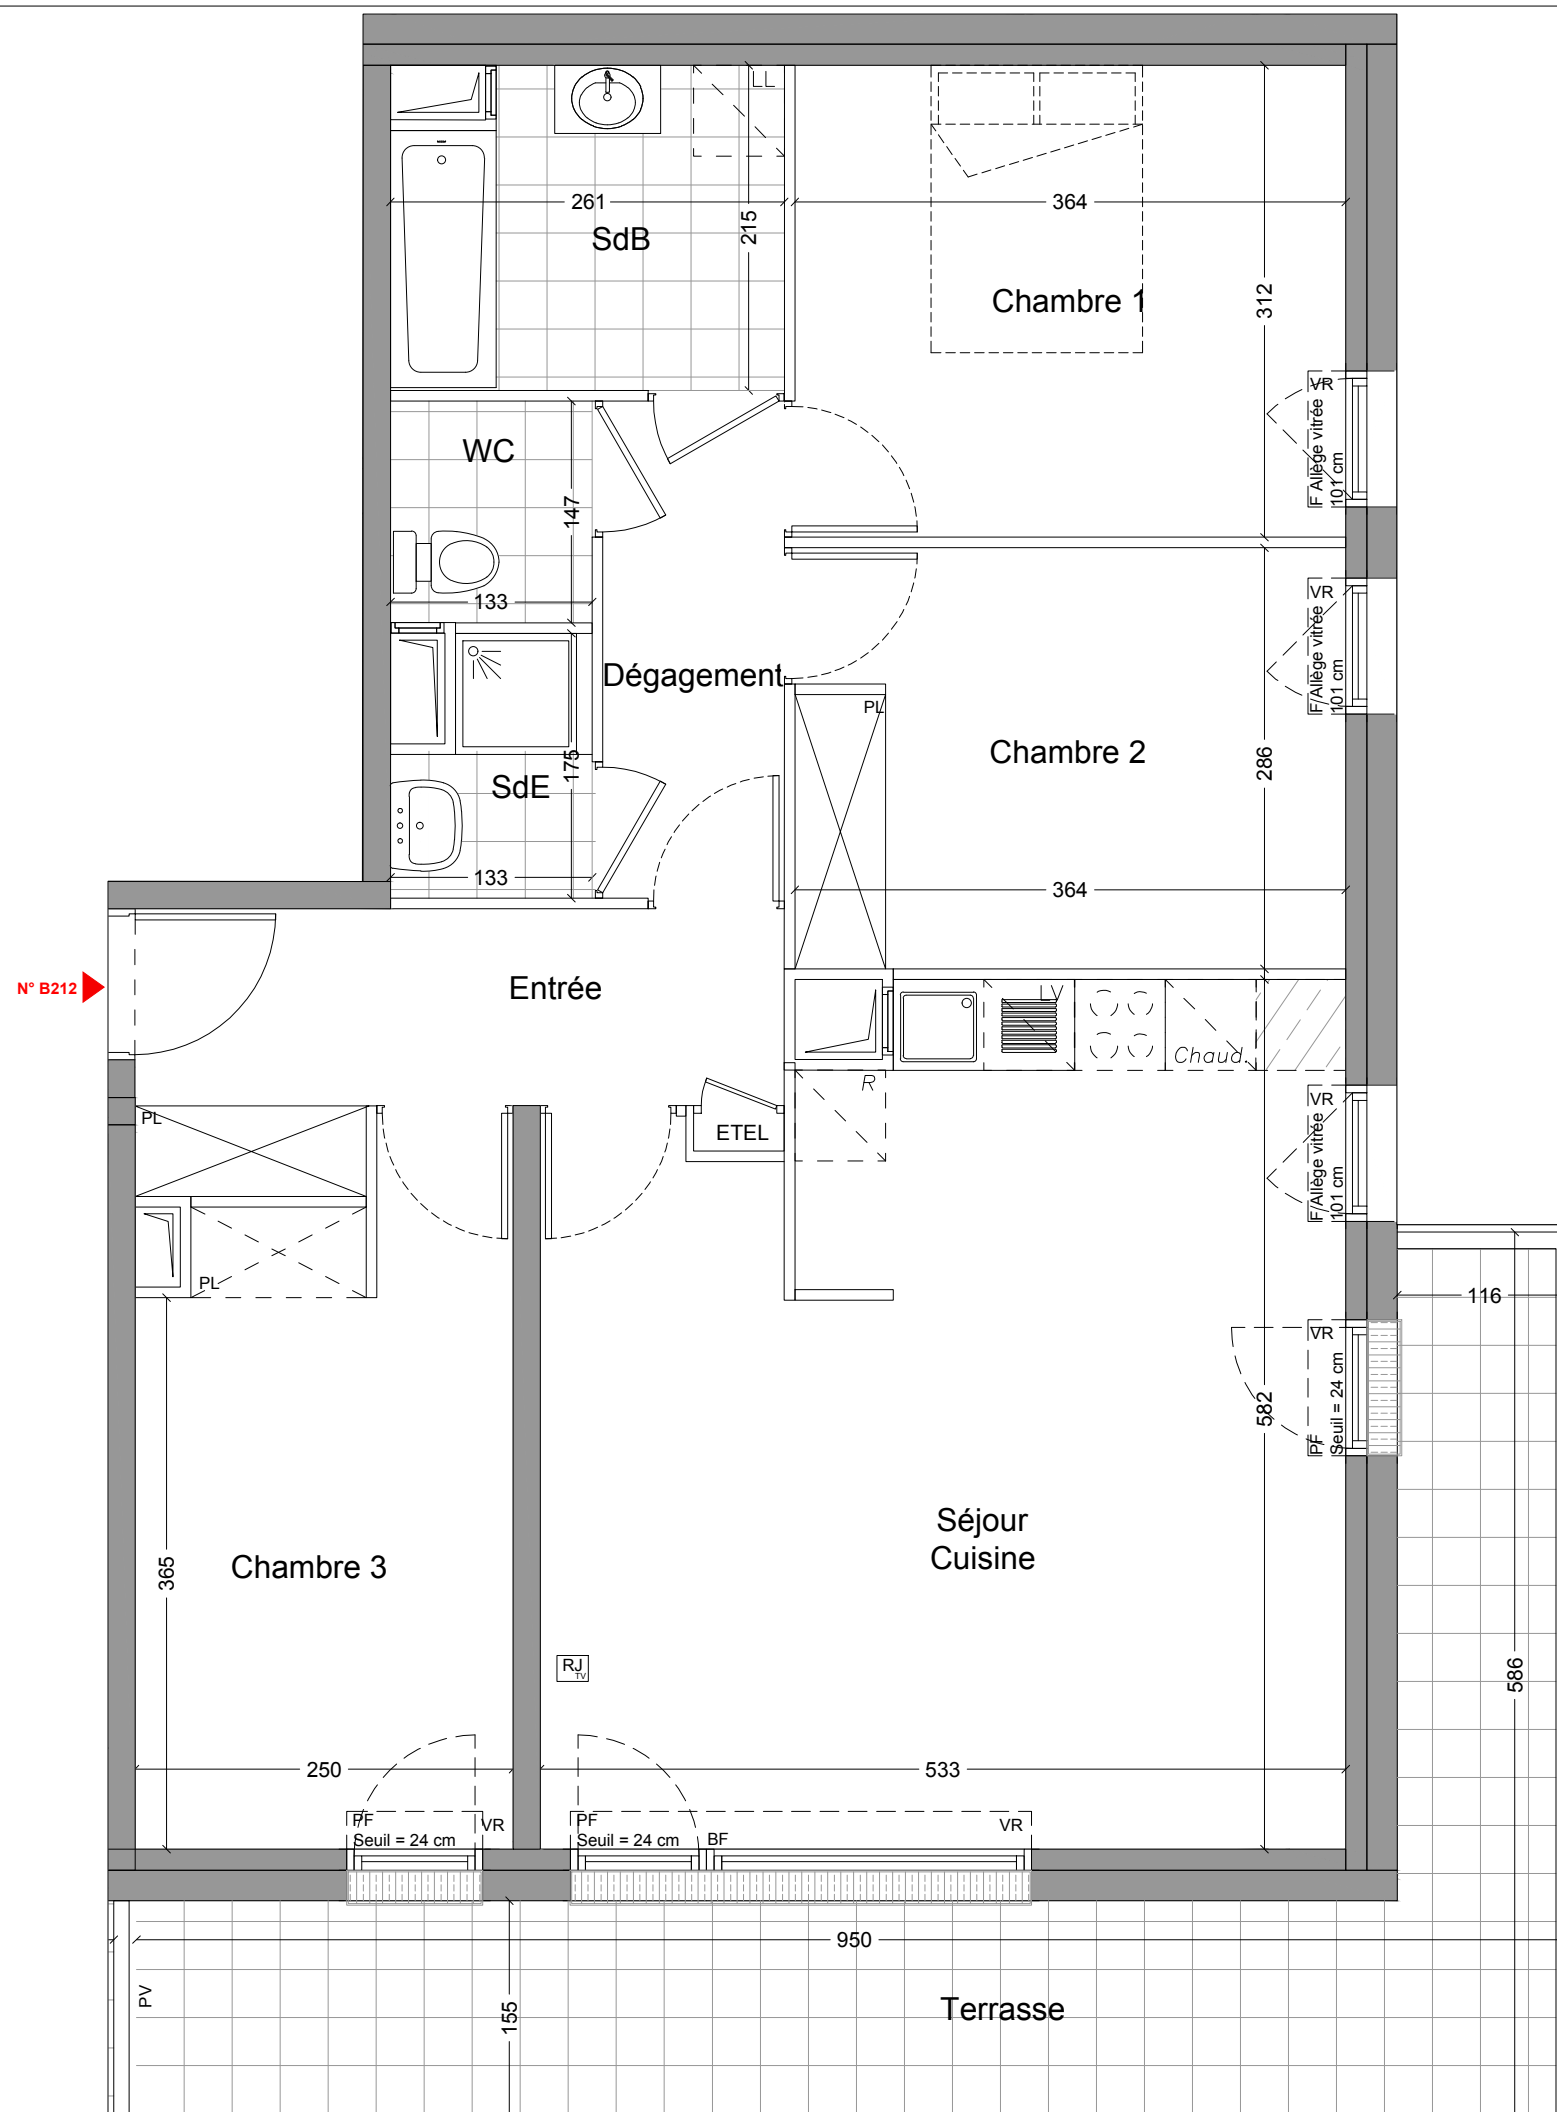 LL
261
SdB
215
364
Chambre 1
312
VR
F Allège vitrée
101 cm
WC
147
133
VR
F Allège vitrée
101 cm
Dégagement
PL
Chambre 2
286
175
SdE
133
364
N° B212
Entrée
LV
Chaud.
R
PL
ETEL
VR
F Allège vitrée
101 cm
PL
116
VR
PF
Seuil = 24 cm
582
Séjour
Cuisine
365
Chambre 3
RJ
TV
586
250
533
PF
Seuil = 24 cm
VR
PF
Seuil = 24 cm
BF
VR
950
PV
155
Terrasse